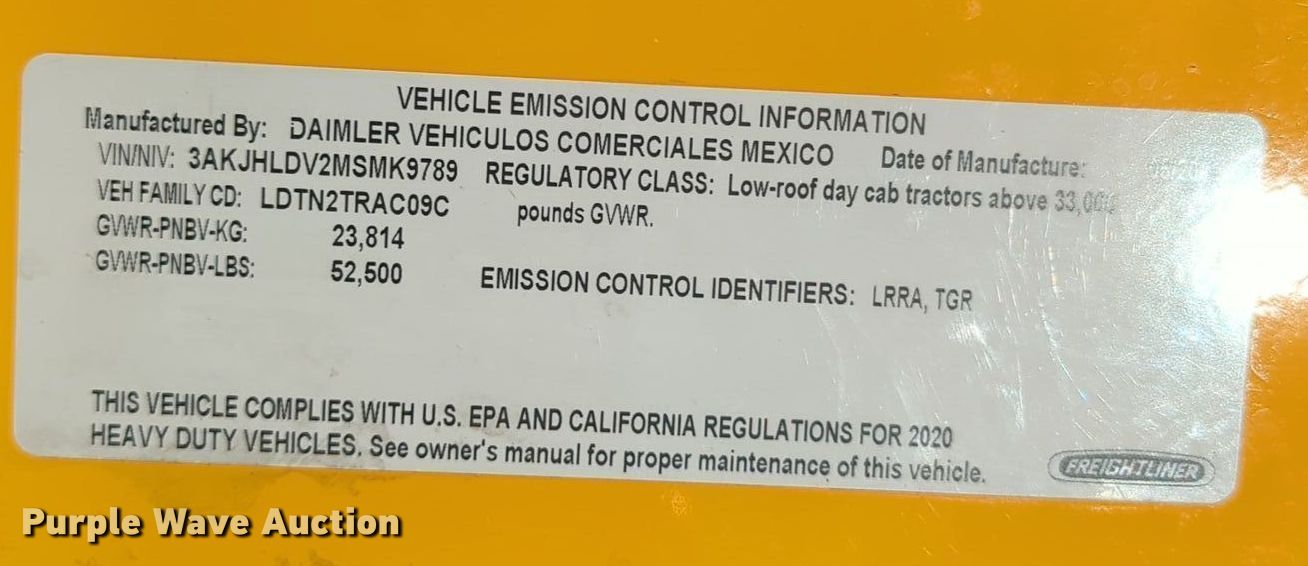 VEHICLE EMISSION CONTROL INFORMATION
Manufactured By: DAIMLER VEHICULOS COMERCIALES MEXICO Date of Manufacture:
VIN/NIV: 3AKJHLDV2MSMK9789 REGULATORY CLASS: Low-roof day cab tractors above 33,000
VEH FAMILY CD: LDTN2TRAC09C pounds GVWR.
GVWR-PNBV-KG: 23,814
GVWR-PNBV-LBS: 52,500 EMISSION CONTROL IDENTIFIERS: LRRA, TGR
THIS VEHICLE COMPLIES WITH U.S. EPA AND CALIFORNIA REGULATIONS FOR 2020
HEAVY DUTY VEHICLES. See owner's manual for proper maintenance of this vehicle.
FREIGHTLINER
Purple Wave Auction